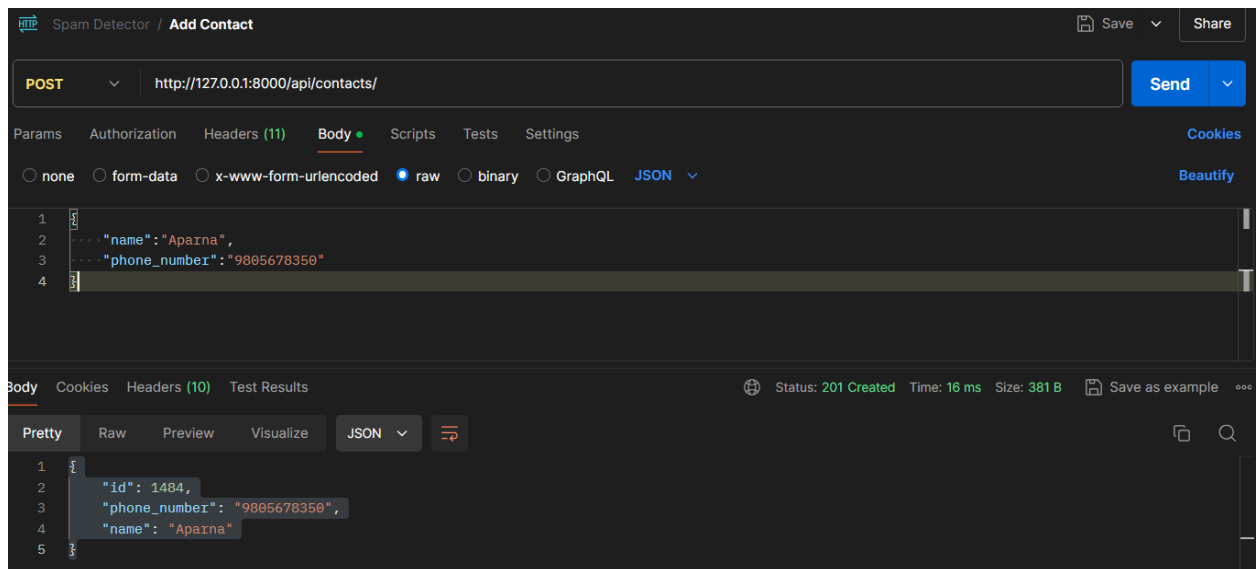 HTTP Spam Detector / Add Contact Save Share
POST http://127.0.0.1:8000/api/contacts/ Send
Params Authorization Headers (11) Body Scripts Tests Settings Cookies
none form-data x-www-form-urlencoded raw binary GraphQL JSON Beautify
1 {
2 ····"name":"Aparna",
3 ····"phone_number":"9805678350"
4 }
Body Cookies Headers (10) Test Results Status: 201 Created Time: 16 ms Size: 381 B Save as example
Pretty Raw Preview Visualize JSON
1 {
2 "id": 1484,
3 "phone_number": "9805678350",
4 "name": "Aparna"
5 }